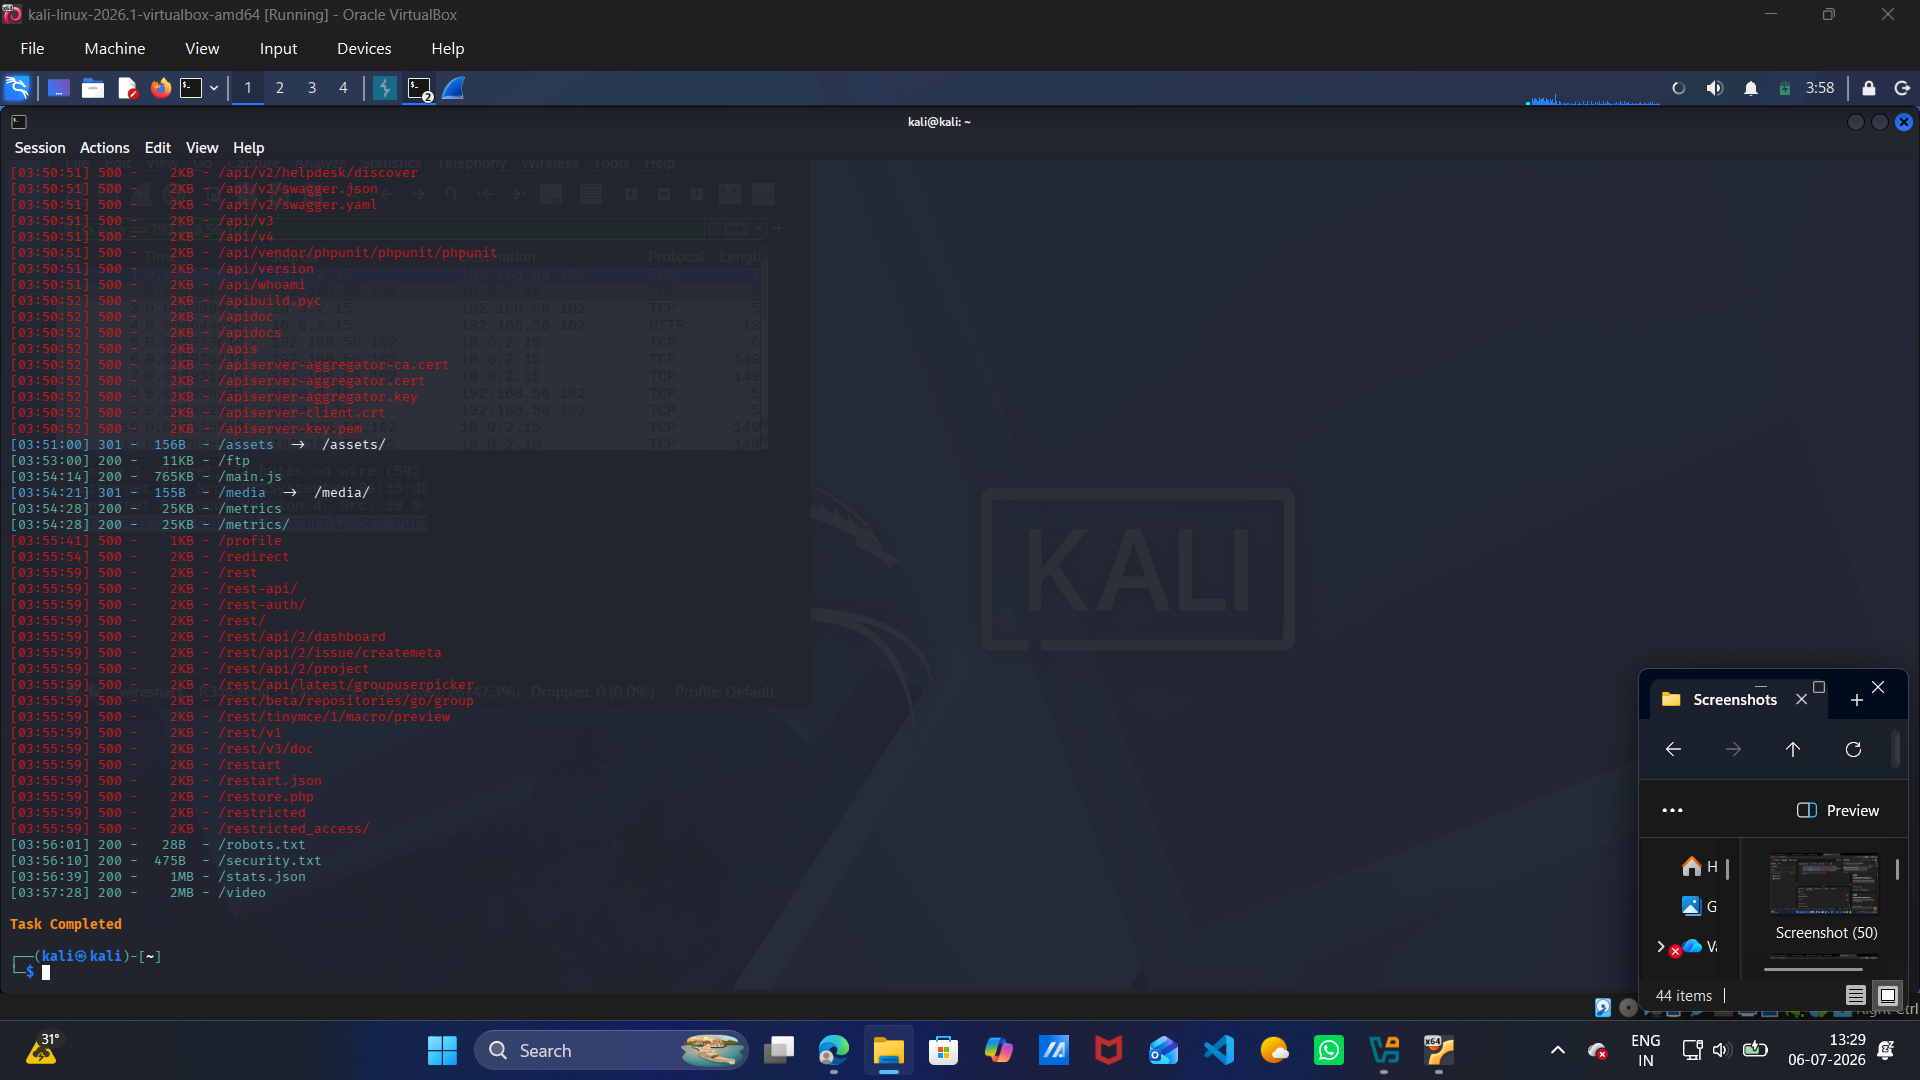 kali-linux-2026.1-virtualbox-amd64 [Running] - Oracle VirtualBox
File Machine View Input Devices Help
1 2 3 4 2 3:58
kali@kali: ~
Session Actions Edit View Help
[03:50:51] 500 - 2KB - /api/v2/helpdesk/discover
[03:50:51] 500 - 2KB - /api/v2/swagger.json
[03:50:51] 500 - 2KB - /api/v2/swagger.yaml
[03:50:51] 500 - 2KB - /api/v3
[03:50:51] 500 - 2KB - /api/v4
[03:50:51] 500 - 2KB - /api/vendor/phpunit/phpunit/phpunit
[03:50:51] 500 - 2KB - /api/version
[03:50:51] 500 - 2KB - /api/whoami
[03:50:52] 500 - 2KB - /apibuild.pyc
[03:50:52] 500 - 2KB - /apidoc
[03:50:52] 500 - 2KB - /apidocs
[03:50:52] 500 - 2KB - /apis
[03:50:52] 500 - 2KB - /apiserver-aggregator-ca.cert
[03:50:52] 500 - 2KB - /apiserver-aggregator.cert
[03:50:52] 500 - 2KB - /apiserver-aggregator.key
[03:50:52] 500 - 2KB - /apiserver-client.crt
[03:50:52] 500 - 2KB - /apiserver-key.pem
[03:51:00] 301 - 156B - /assets → /assets/
[03:53:00] 200 - 11KB - /ftp
[03:54:14] 200 - 765KB - /main.js
[03:54:21] 301 - 155B - /media → /media/
[03:54:28] 200 - 25KB - /metrics
[03:54:28] 200 - 25KB - /metrics/
[03:55:41] 500 - 1KB - /profile
[03:55:54] 500 - 2KB - /redirect
[03:55:59] 500 - 2KB - /rest
[03:55:59] 500 - 2KB - /rest-api/
[03:55:59] 500 - 2KB - /rest-auth/
[03:55:59] 500 - 2KB - /rest/
[03:55:59] 500 - 2KB - /rest/api/2/dashboard
[03:55:59] 500 - 2KB - /rest/api/2/issue/createmeta
[03:55:59] 500 - 2KB - /rest/api/2/project
[03:55:59] 500 - 2KB - /rest/api/latest/groupuserpicker
[03:55:59] 500 - 2KB - /rest/beta/repositories/go/group
[03:55:59] 500 - 2KB - /rest/tinymce/1/macro/preview
[03:55:59] 500 - 2KB - /rest/v1
[03:55:59] 500 - 2KB - /rest/v3/doc
[03:55:59] 500 - 2KB - /restart
[03:55:59] 500 - 2KB - /restart.json
[03:55:59] 500 - 2KB - /restore.php
[03:55:59] 500 - 2KB - /restricted
[03:55:59] 500 - 2KB - /restricted_access/
[03:56:01] 200 - 28B - /robots.txt
[03:56:10] 200 - 475B - /security.txt
[03:56:39] 200 - 1MB - /stats.json
[03:57:28] 200 - 2MB - /video
Task Completed
(kali㉿kali)-[~]
$
KALI
Dropped: 0 (0.0%) · Profile: Default
Screenshots
Preview
H
G
Screenshot (50)
44 items
31°
Search
ENG
IN
13:29
06-07-2026